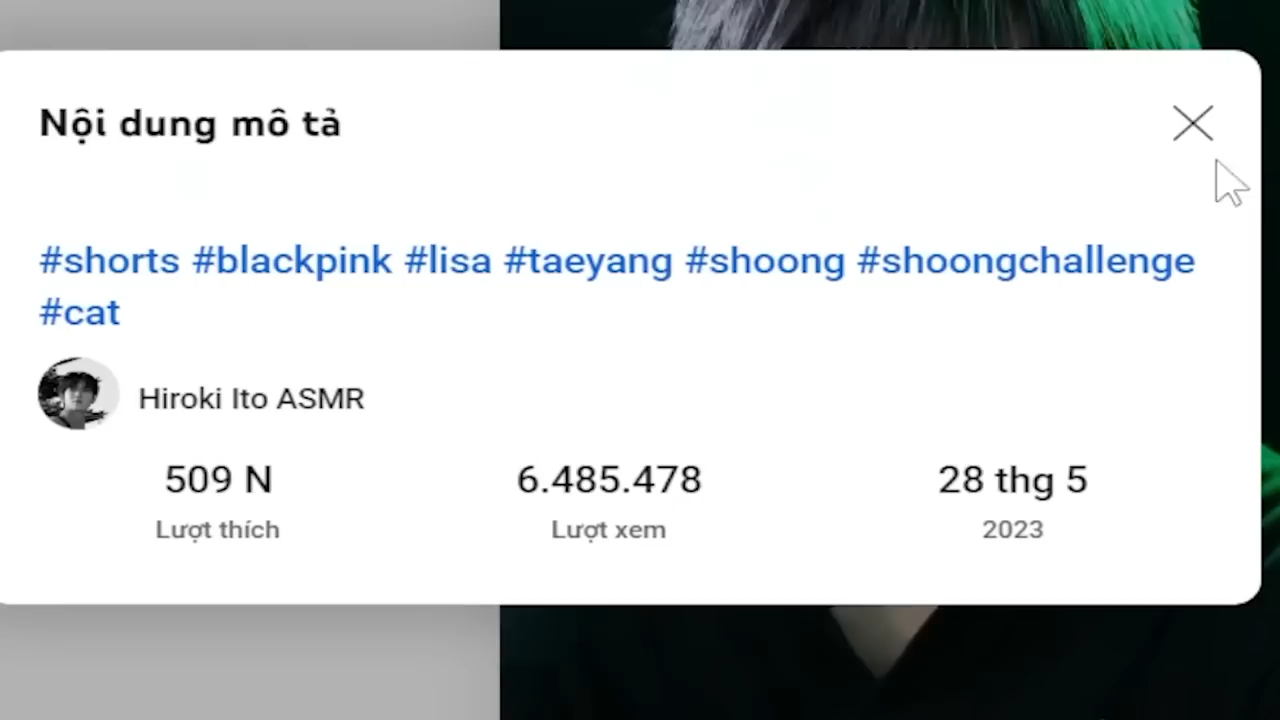 Nội dung mô tả
#shorts #blackpink #lisa #taeyang #shoong #shoongchallenge
#cat
Hiroki Ito ASMR
509 N 6.485.478 28 thg 5
Lượt thích Lượt xem 2023